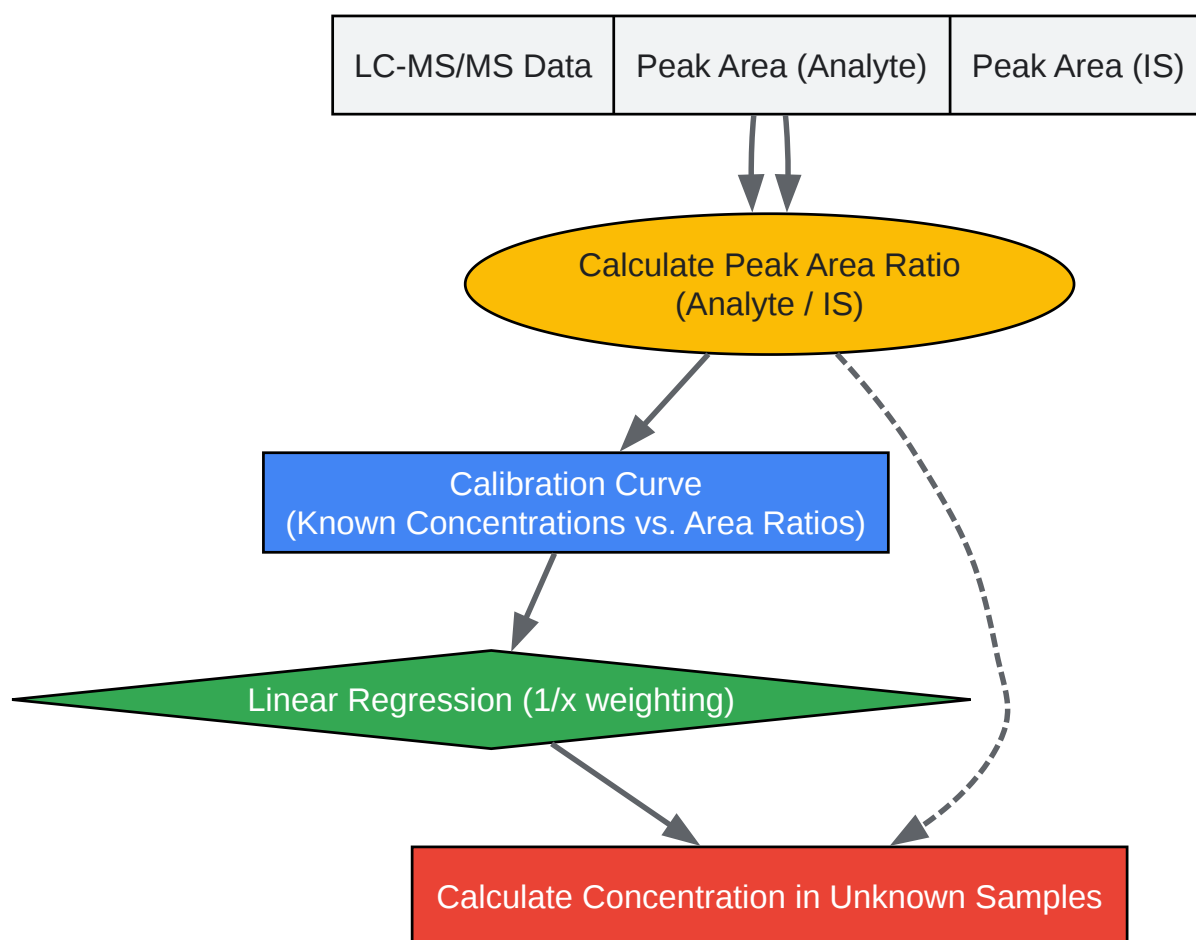 LC-MS/MS Data
Peak Area (Analyte)
Peak Area (IS)
Calculate Peak Area Ratio
(Analyte / IS)
Calibration Curve
(Known Concentrations vs. Area Ratios)
Linear Regression (1/x weighting)
Calculate Concentration in Unknown Samples